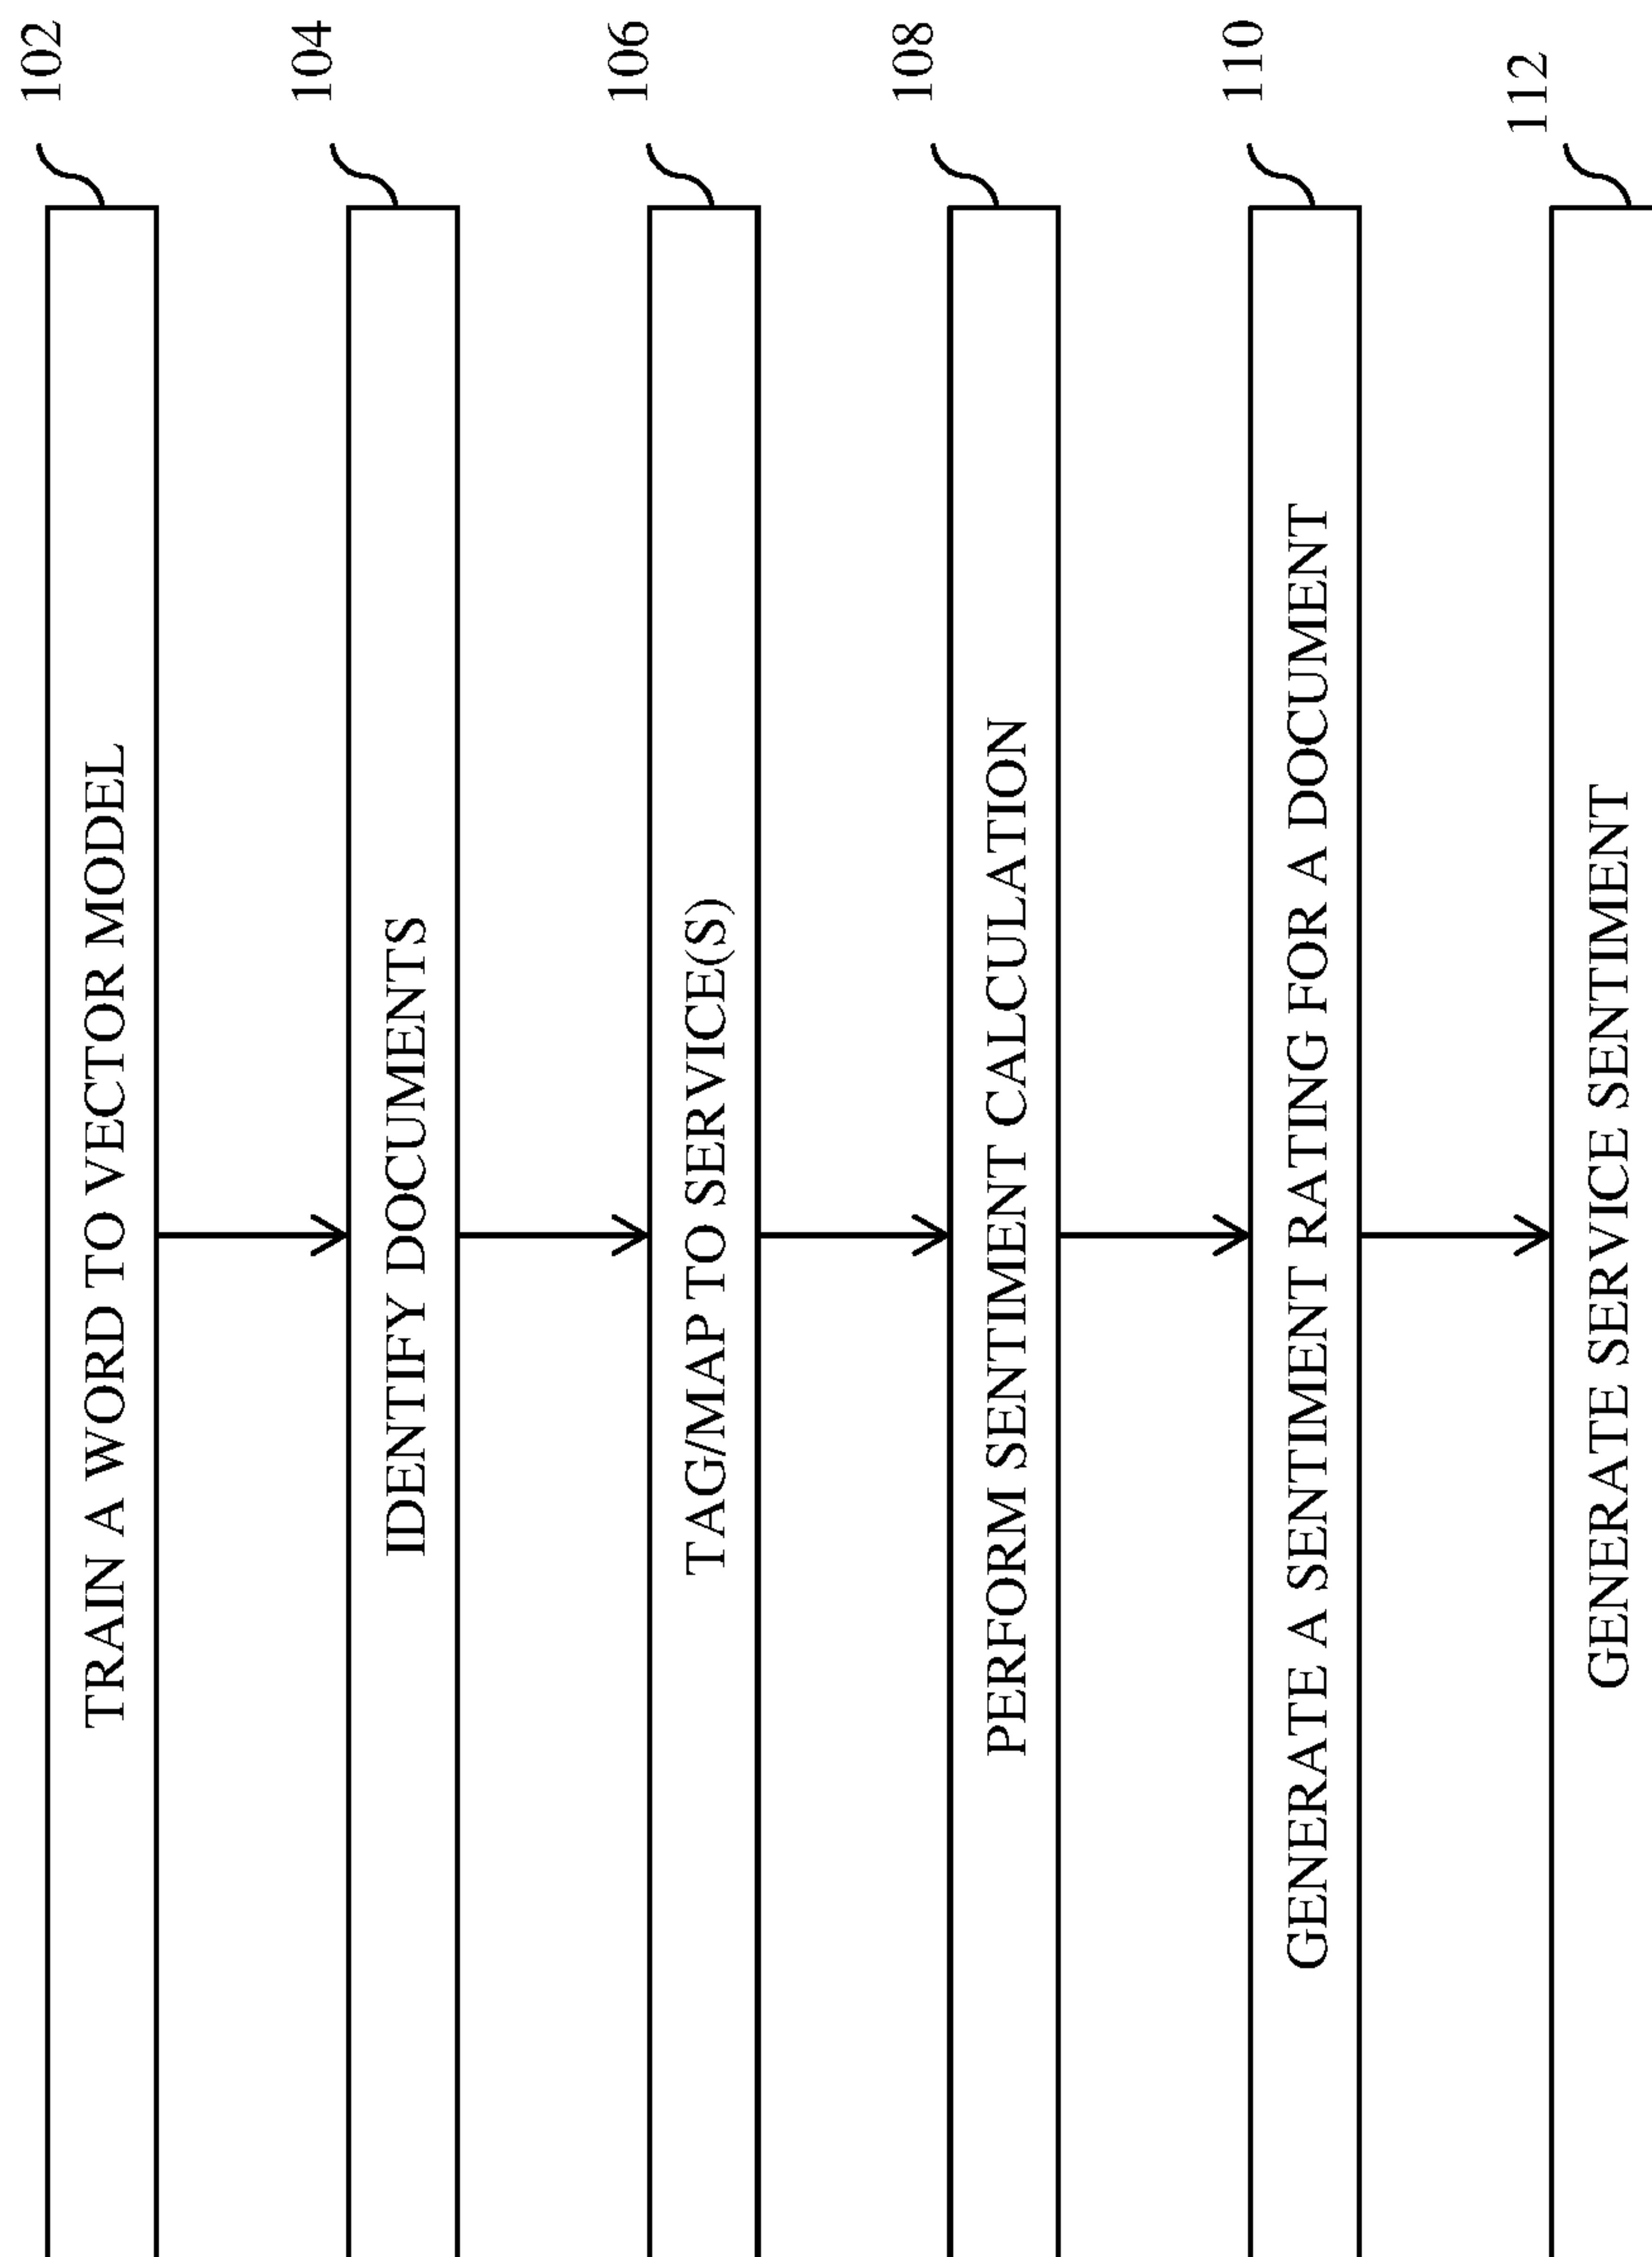 102
TRAIN A WORD TO VECTOR MODEL
104
IDENTIFY DOCUMENTS
106
TAG/MAP TO SERVICE(S)
108
PERFORM SENTIMENT CALCULATION
110
GENERATE A SENTIMENT RATING FOR A DOCUMENT
112
GENERATE SERVICE SENTIMENT